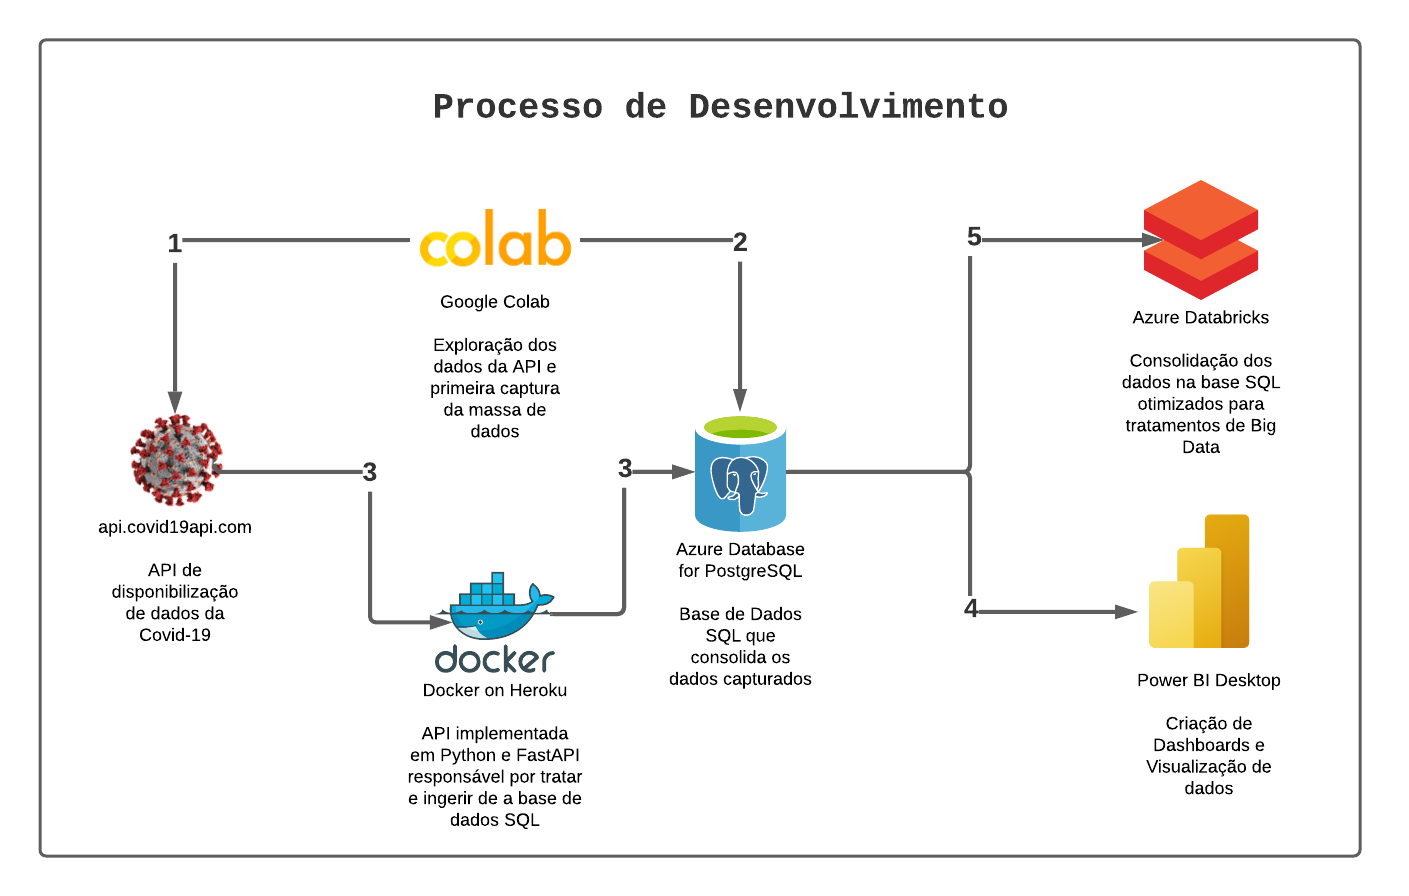 Processo de Desenvolvimento
1
colab
2
5
Google Colab
Exploração dos
dados da API e
primeira captura
da massa de
dados
Azure Databricks
Consolidação dos
dados na base SQL
otimizados para
tratamentos de Big
Data
3
3
api.covid19api.com
API de
disponibilização
de dados da
Covid-19
docker
Docker on Heroku
API implementada
em Python e FastAPI
responsável por tratar
e ingerir de a base de
dados SQL
Azure Database
for PostgreSQL
Base de Dados
SQL que
consolida os
dados capturados
4
Power BI Desktop
Criação de
Dashboards e
Visualização de
dados